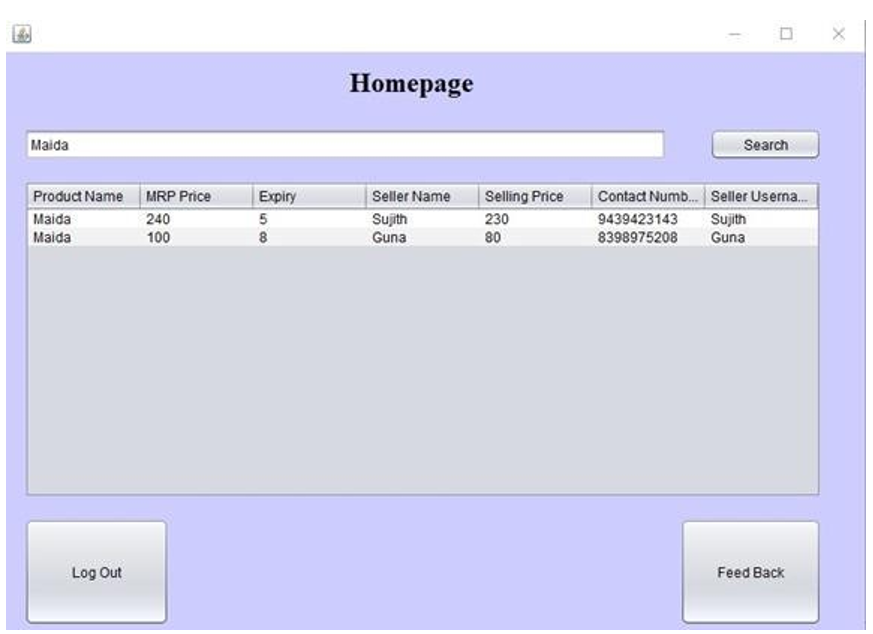 Homepage
Maida Search
Product Name MRP Price Expiry Seller Name Selling Price Contact Numb... Seller Userna...
Maida 240 5 Sujith 230 9439423143 Sujith
Maida 100 8 Guna 80 8398975208 Guna
Log Out Feed Back